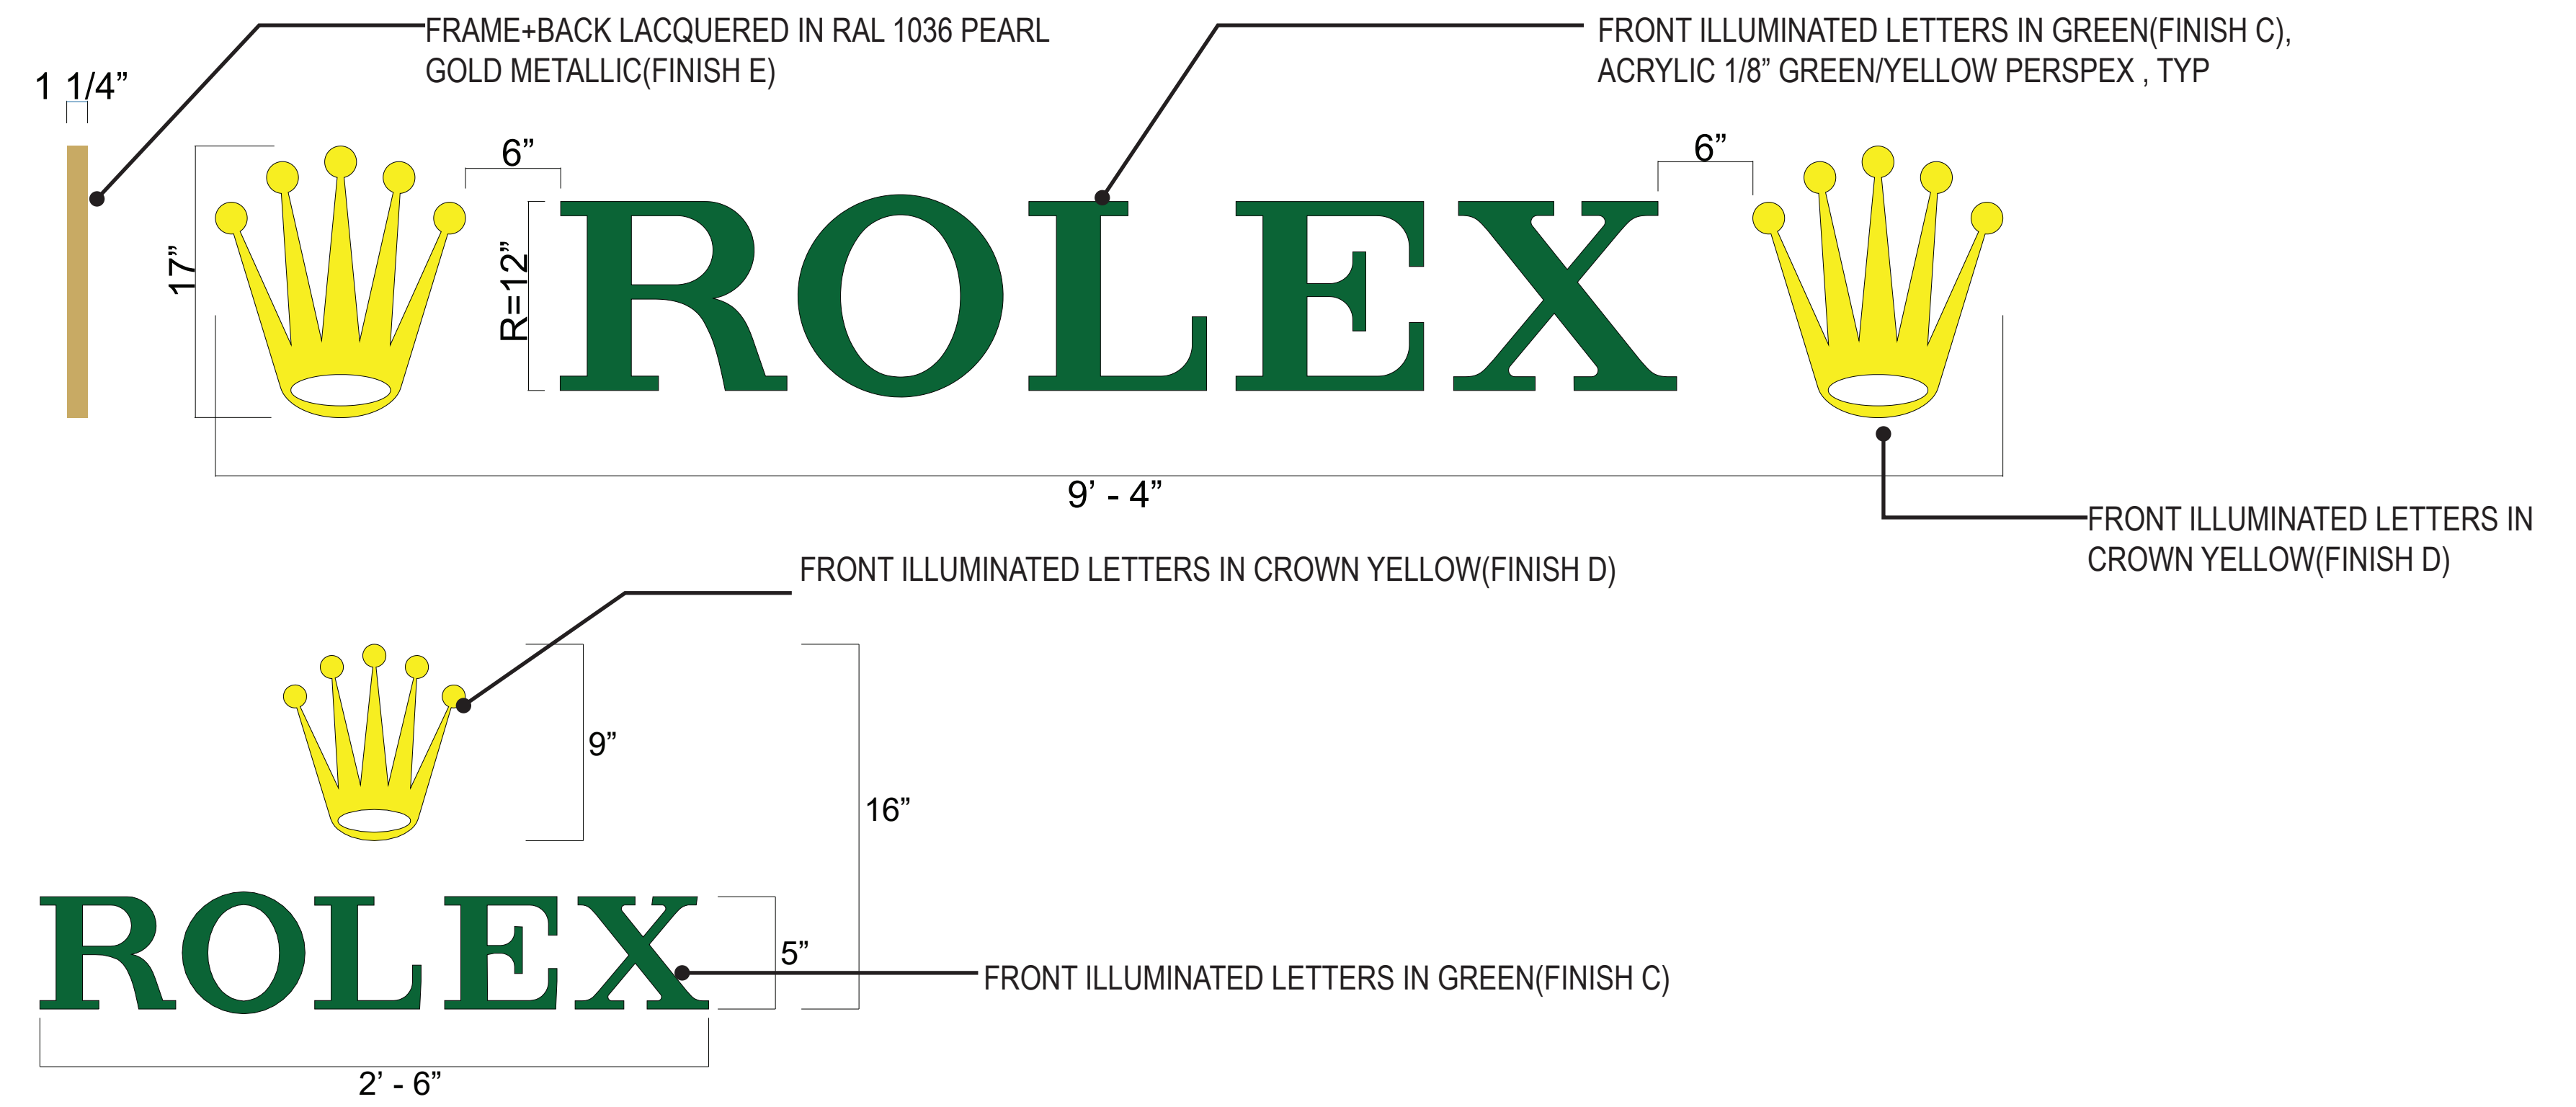 FRAME+BACK LACQUERED IN RAL 1036 PEARL
GOLD METALLIC(FINISH E)
FRONT ILLUMINATED LETTERS IN GREEN(FINISH C),
ACRYLIC 1/8” GREEN/YELLOW PERSPEX , TYP
1 1/4”
6”
6”
17”
R=12”
ROLEX
9’ - 4”
FRONT ILLUMINATED LETTERS IN
CROWN YELLOW(FINISH D)
FRONT ILLUMINATED LETTERS IN CROWN YELLOW(FINISH D)
9”
16”
ROLEX
5”
FRONT ILLUMINATED LETTERS IN GREEN(FINISH C)
2’ - 6”